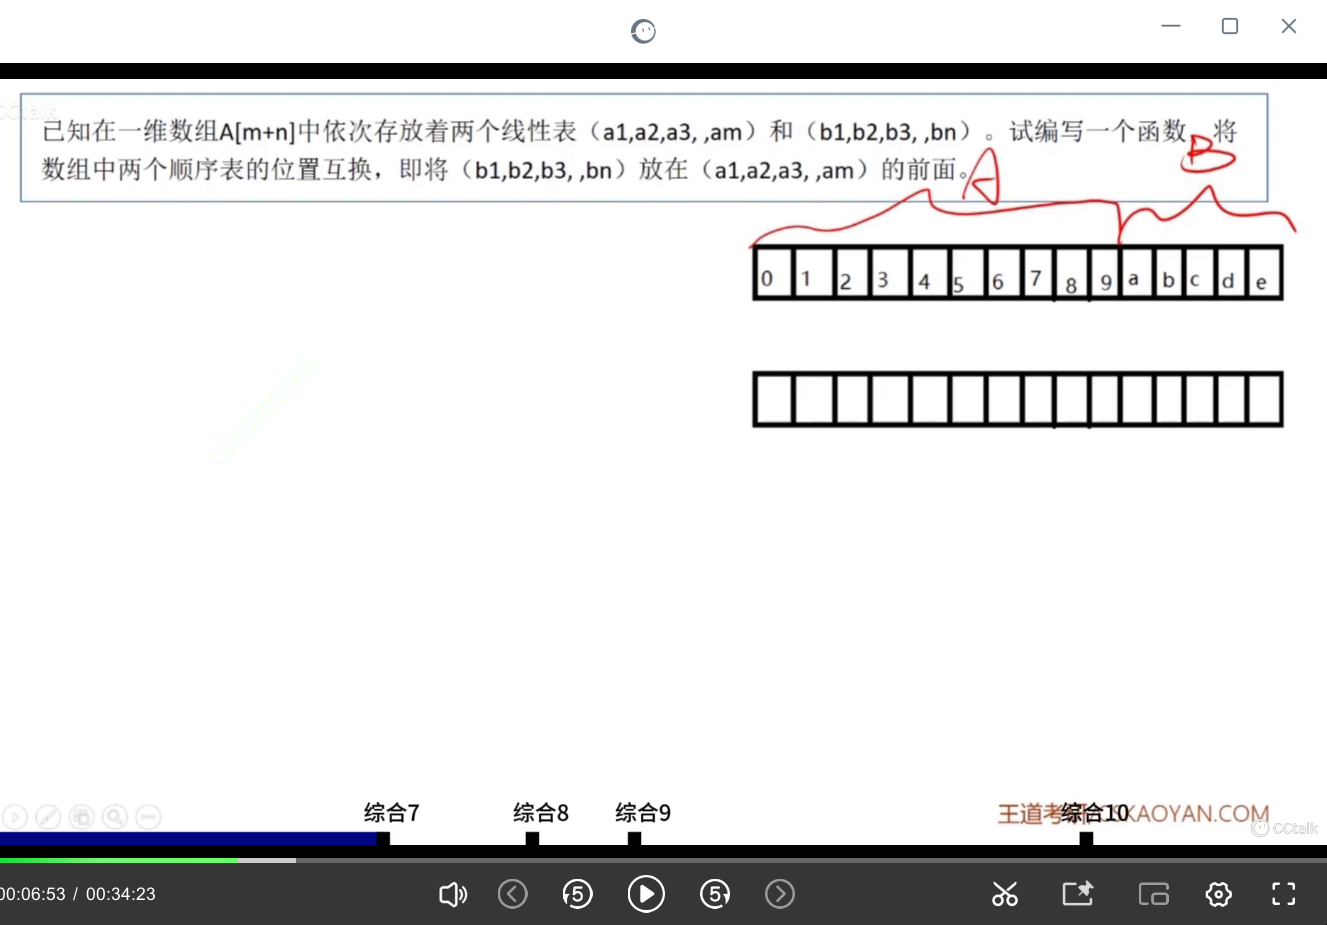 CCtalk
已知在一维数组A[m+n]中依次存放着两个线性表（a1,a2,a3, ,am）和（b1,b2,b3, ,bn）。试编写一个函数，将
数组中两个顺序表的位置互换，即将（b1,b2,b3, ,bn）放在（a1,a2,a3, ,am）的前面。
A
B
0 1 2 3 4 5 6 7 8 9 a b c d e
综合7 综合8 综合9 综合10
王道考研 CSKAOYAN.COM
CCtalk
00:06:53 / 00:34:23
5 5